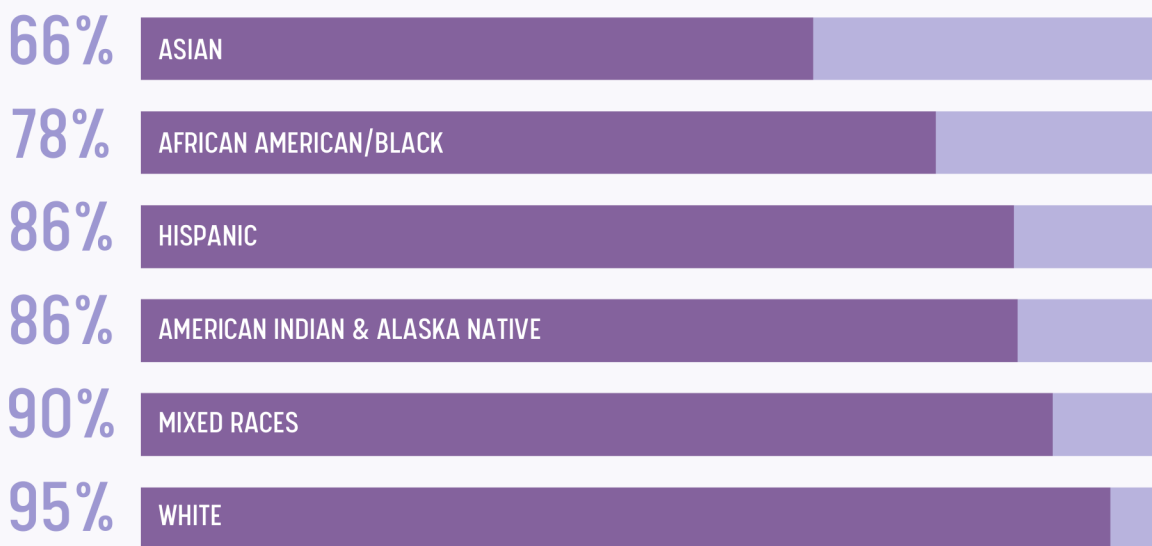 66% ASIAN
78% AFRICAN AMERICAN/BLACK
86% HISPANIC
86% AMERICAN INDIAN & ALASKA NATIVE
90% MIXED RACES
95% WHITE